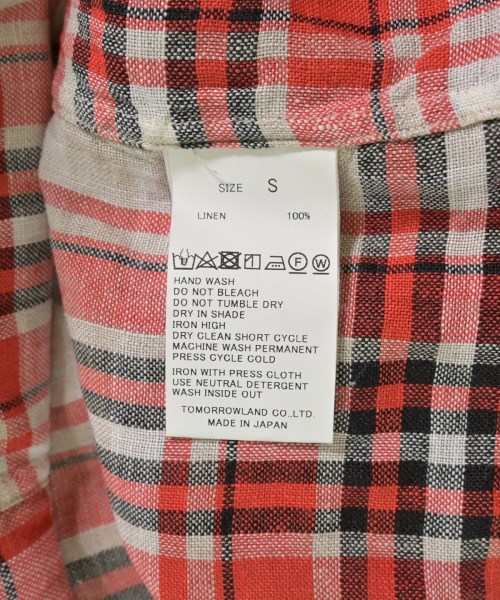 SIZE S
LINEN 100%
F W
HAND WASH
DO NOT BLEACH
DO NOT TUMBLE DRY
DRY IN SHADE
IRON HIGH
DRY CLEAN SHORT CYCLE
MACHINE WASH PERMANENT
PRESS CYCLE COLD
IRON WITH PRESS CLOTH
USE NEUTRAL DETERGENT
WASH INSIDE OUT
TOMORROWLAND CO.,LTD.
MADE IN JAPAN